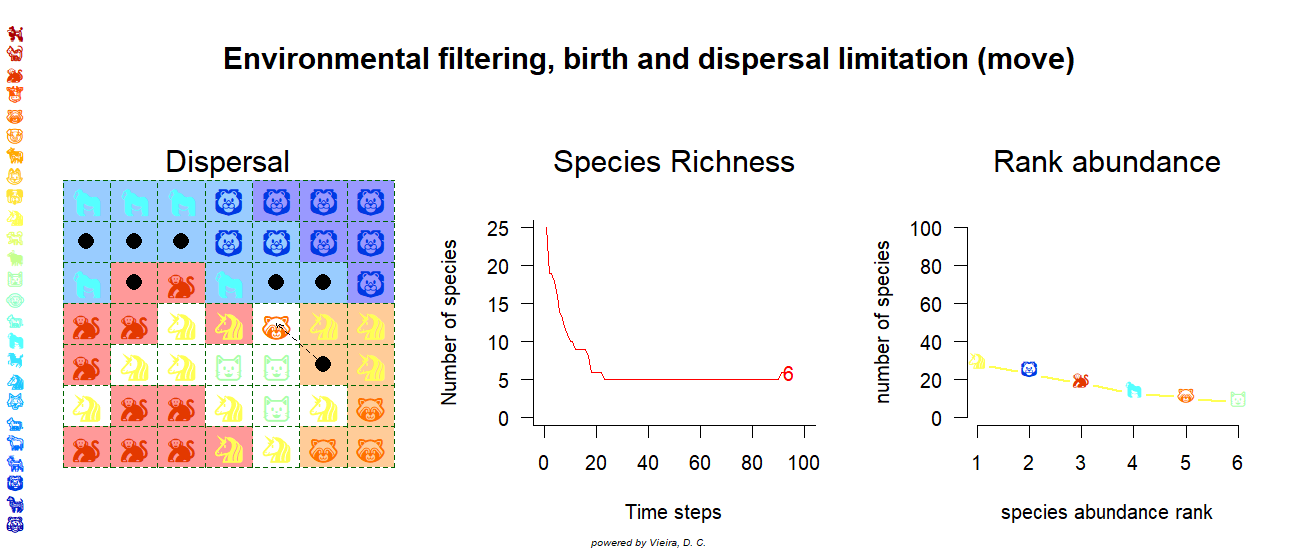 Environmental filtering, birth and dispersal limitation (move)
Dispersal
Species Richness
Number of species
25
20
15
10
5
0
6
0 20 40 60 80 100
Time steps
Rank abundance
number of species
100
80
60
40
20
0
1 2 3 4 5 6
species abundance rank
powered by Vieira, D. C.